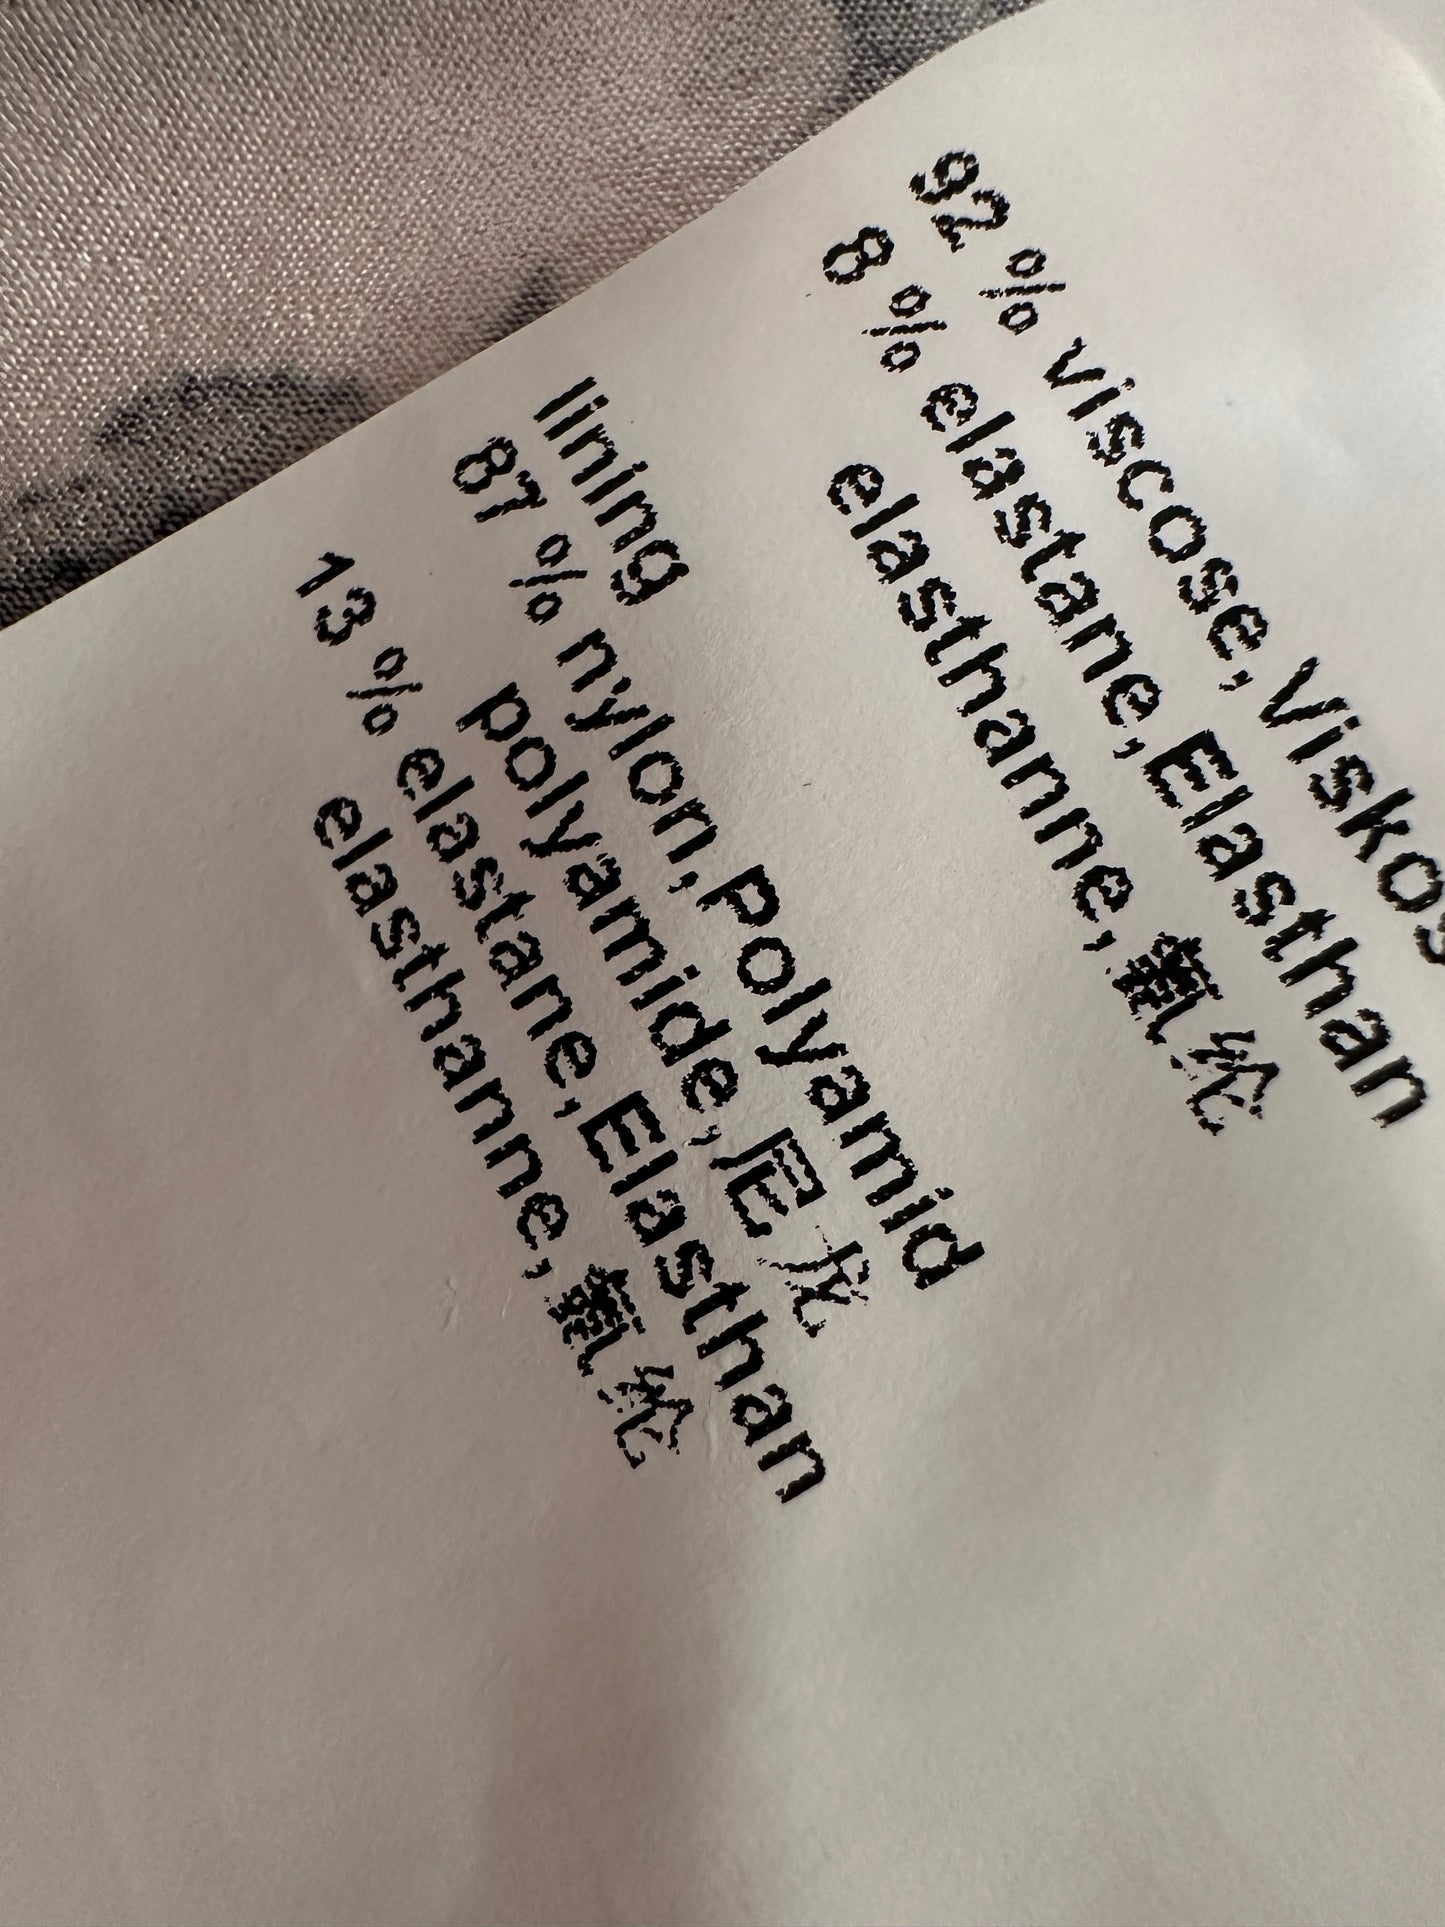 92 % viscose, Viskos
8 % elastane, Elasthan
elasthanne, 氨纶
lining
87 % nylon, Polyamid
polyamide, 尼龙
13 % elastane, Elasthan
elasthanne, 氨纶